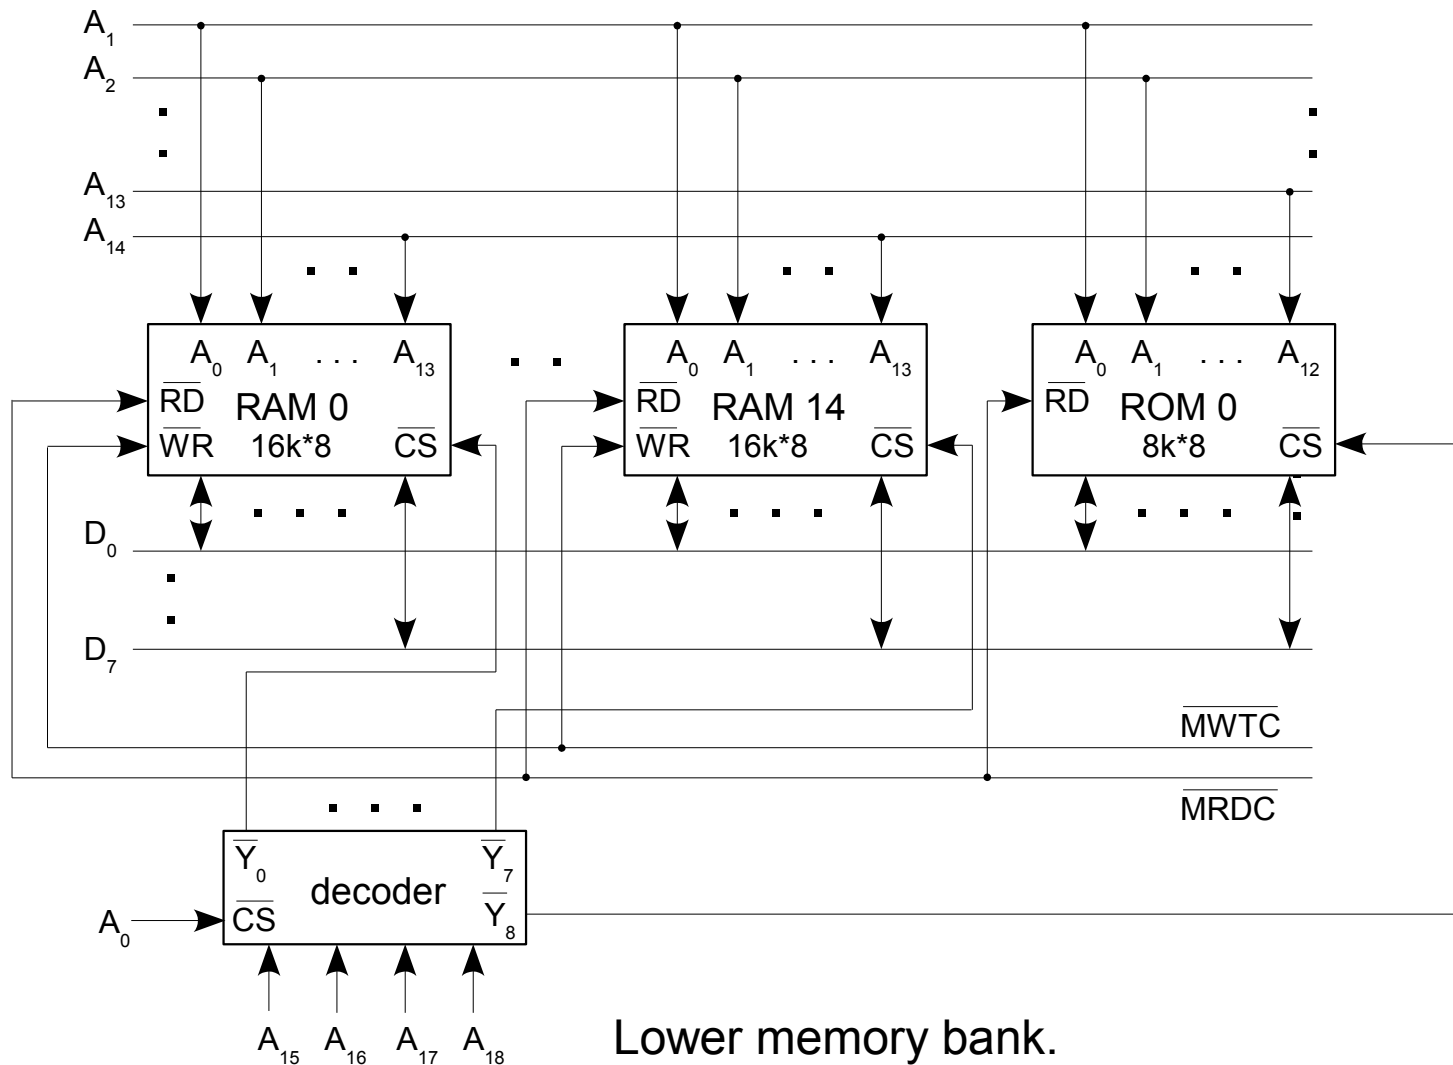 A1
A2
A13
A14
A0 A1 . . . A13
RD RAM 0
WR 16k*8 CS
A0 A1 . . . A13
RD RAM 14
WR 16k*8 CS
A0 A1 . . . A12
RD ROM 0
8k*8 CS
D0
D7
MWTC
MRDC
Y0 Y7
decoder
CS Y8
A0
A15 A16 A17 A18
Lower memory bank.